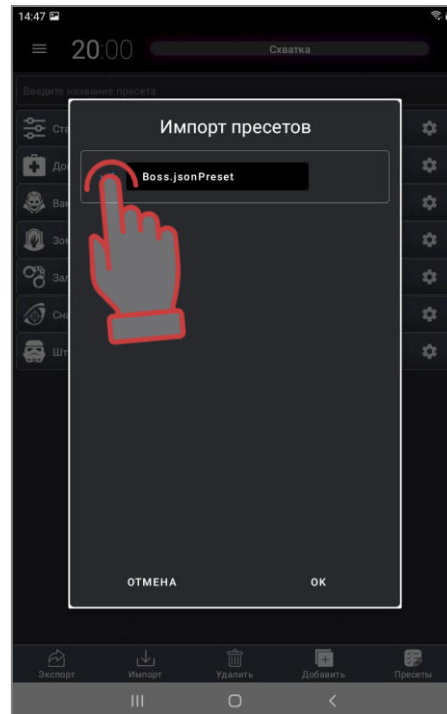 14:47
20:00
Схватка
Введите название пресета
Импорт пресетов
Boss.jsonPreset
ОТМЕНА
OK
Экспорт
Импорт
Удалить
Добавить
Пресеты